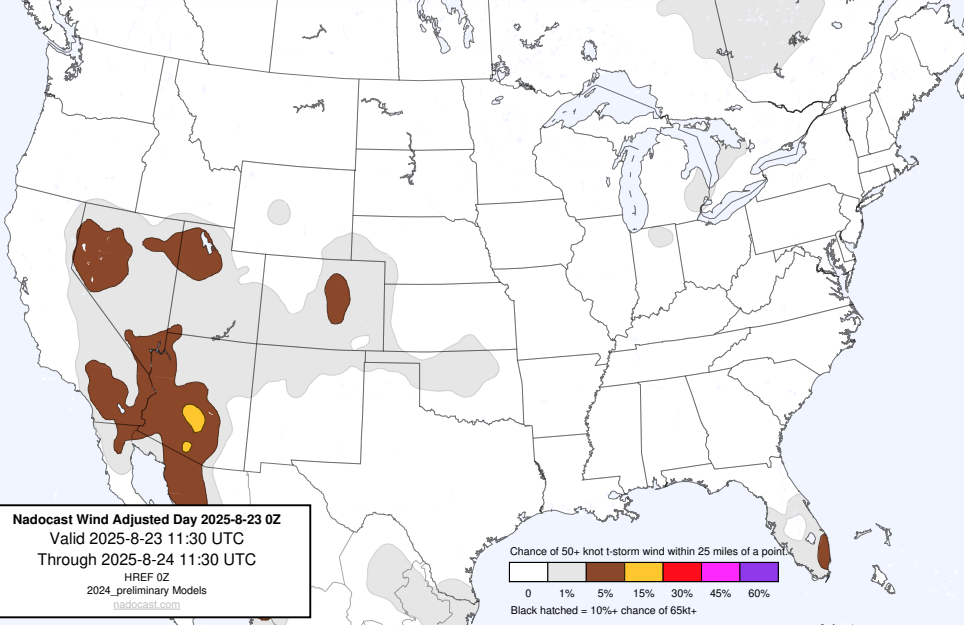 Nadocast Wind Adjusted Day 2025-8-23 0Z
Valid 2025-8-23 11:30 UTC
Through 2025-8-24 11:30 UTC
HREF 0Z
2024_preliminary Models
nadocast.com
Chance of 50+ knot t-storm wind within 25 miles of a point.
0 1% 5% 15% 30% 45% 60%
Black hatched = 10%+ chance of 65kt+